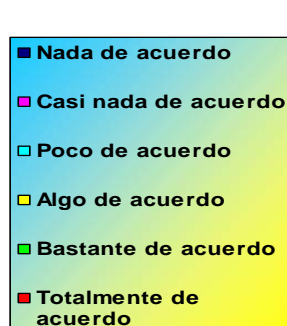 Nada de acuerdo
Casi nada de acuerdo
Poco de acuerdo
Algo de acuerdo
Bastante de acuerdo
Totalmente de
acuerdo